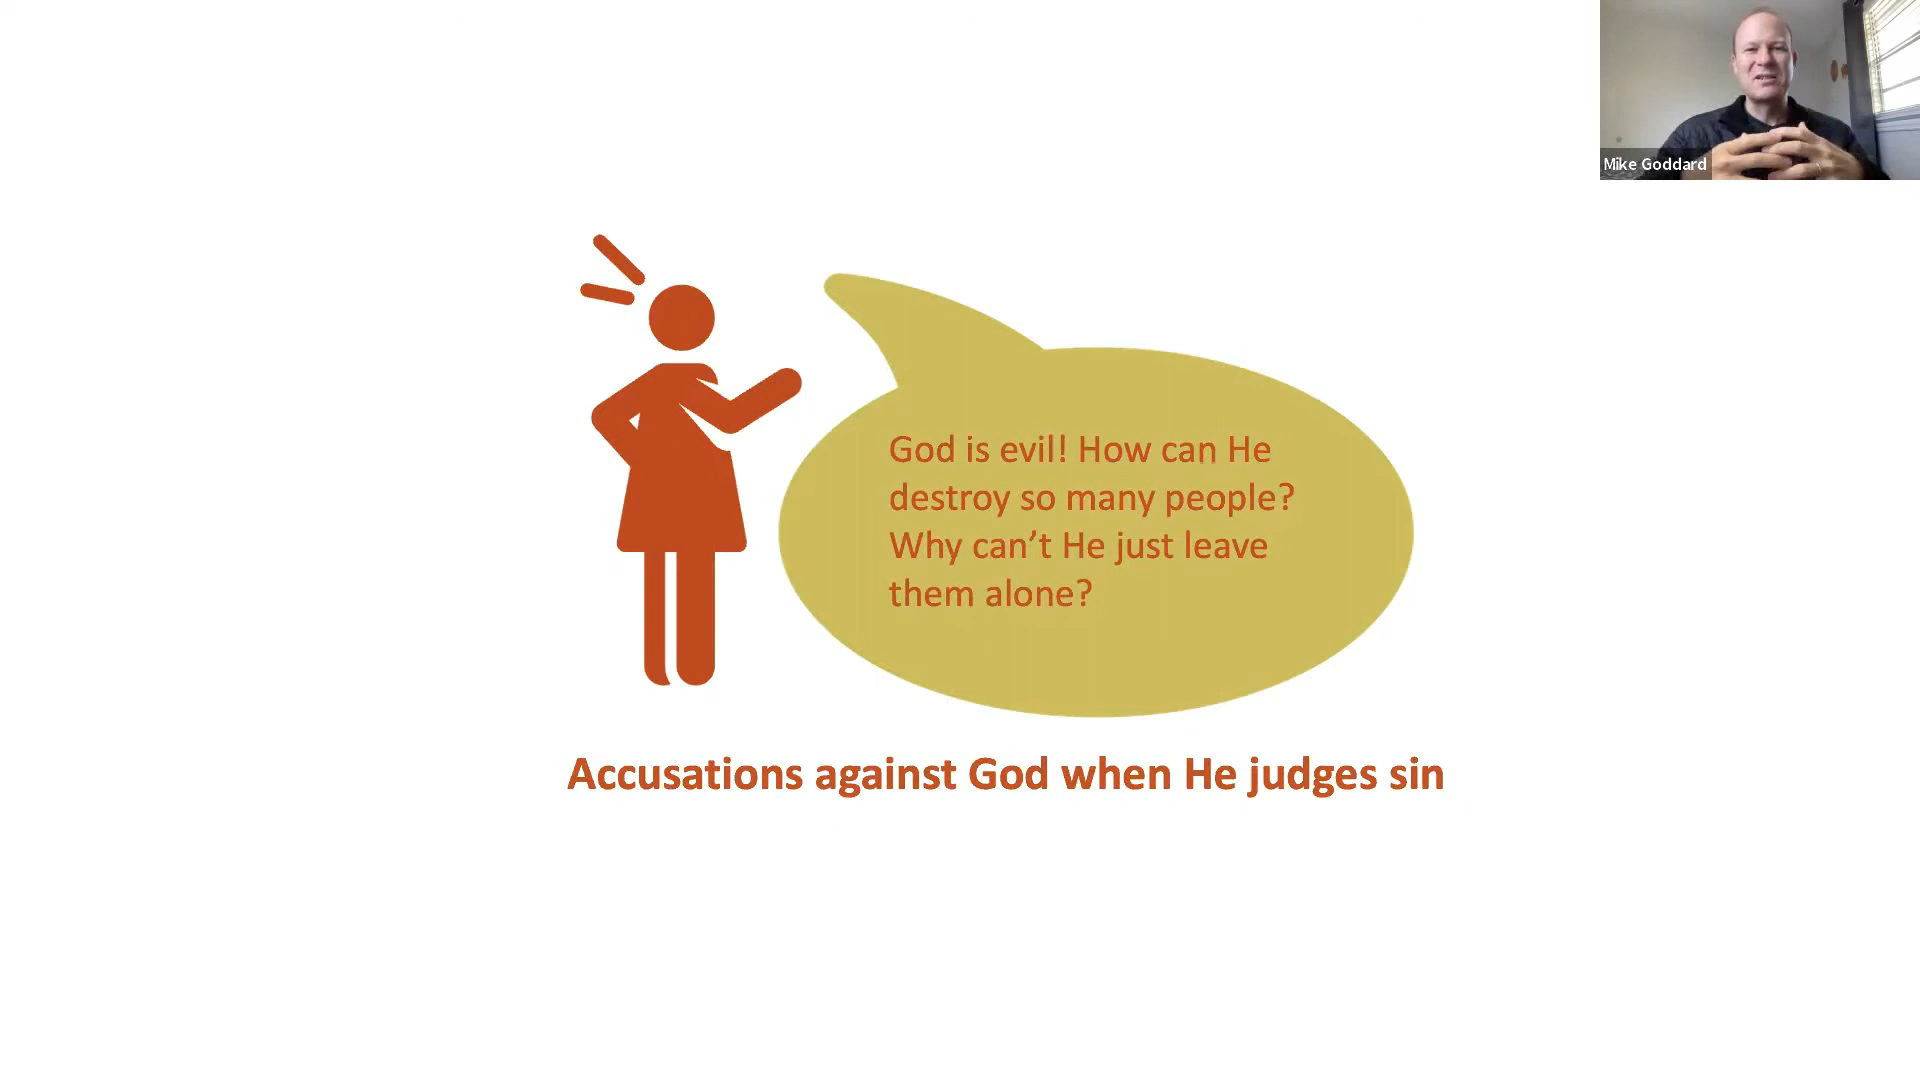 Mike Goddard
God is evil! How can He
destroy so many people?
Why can’t He just leave
them alone?
Accusations against God when He judges sin